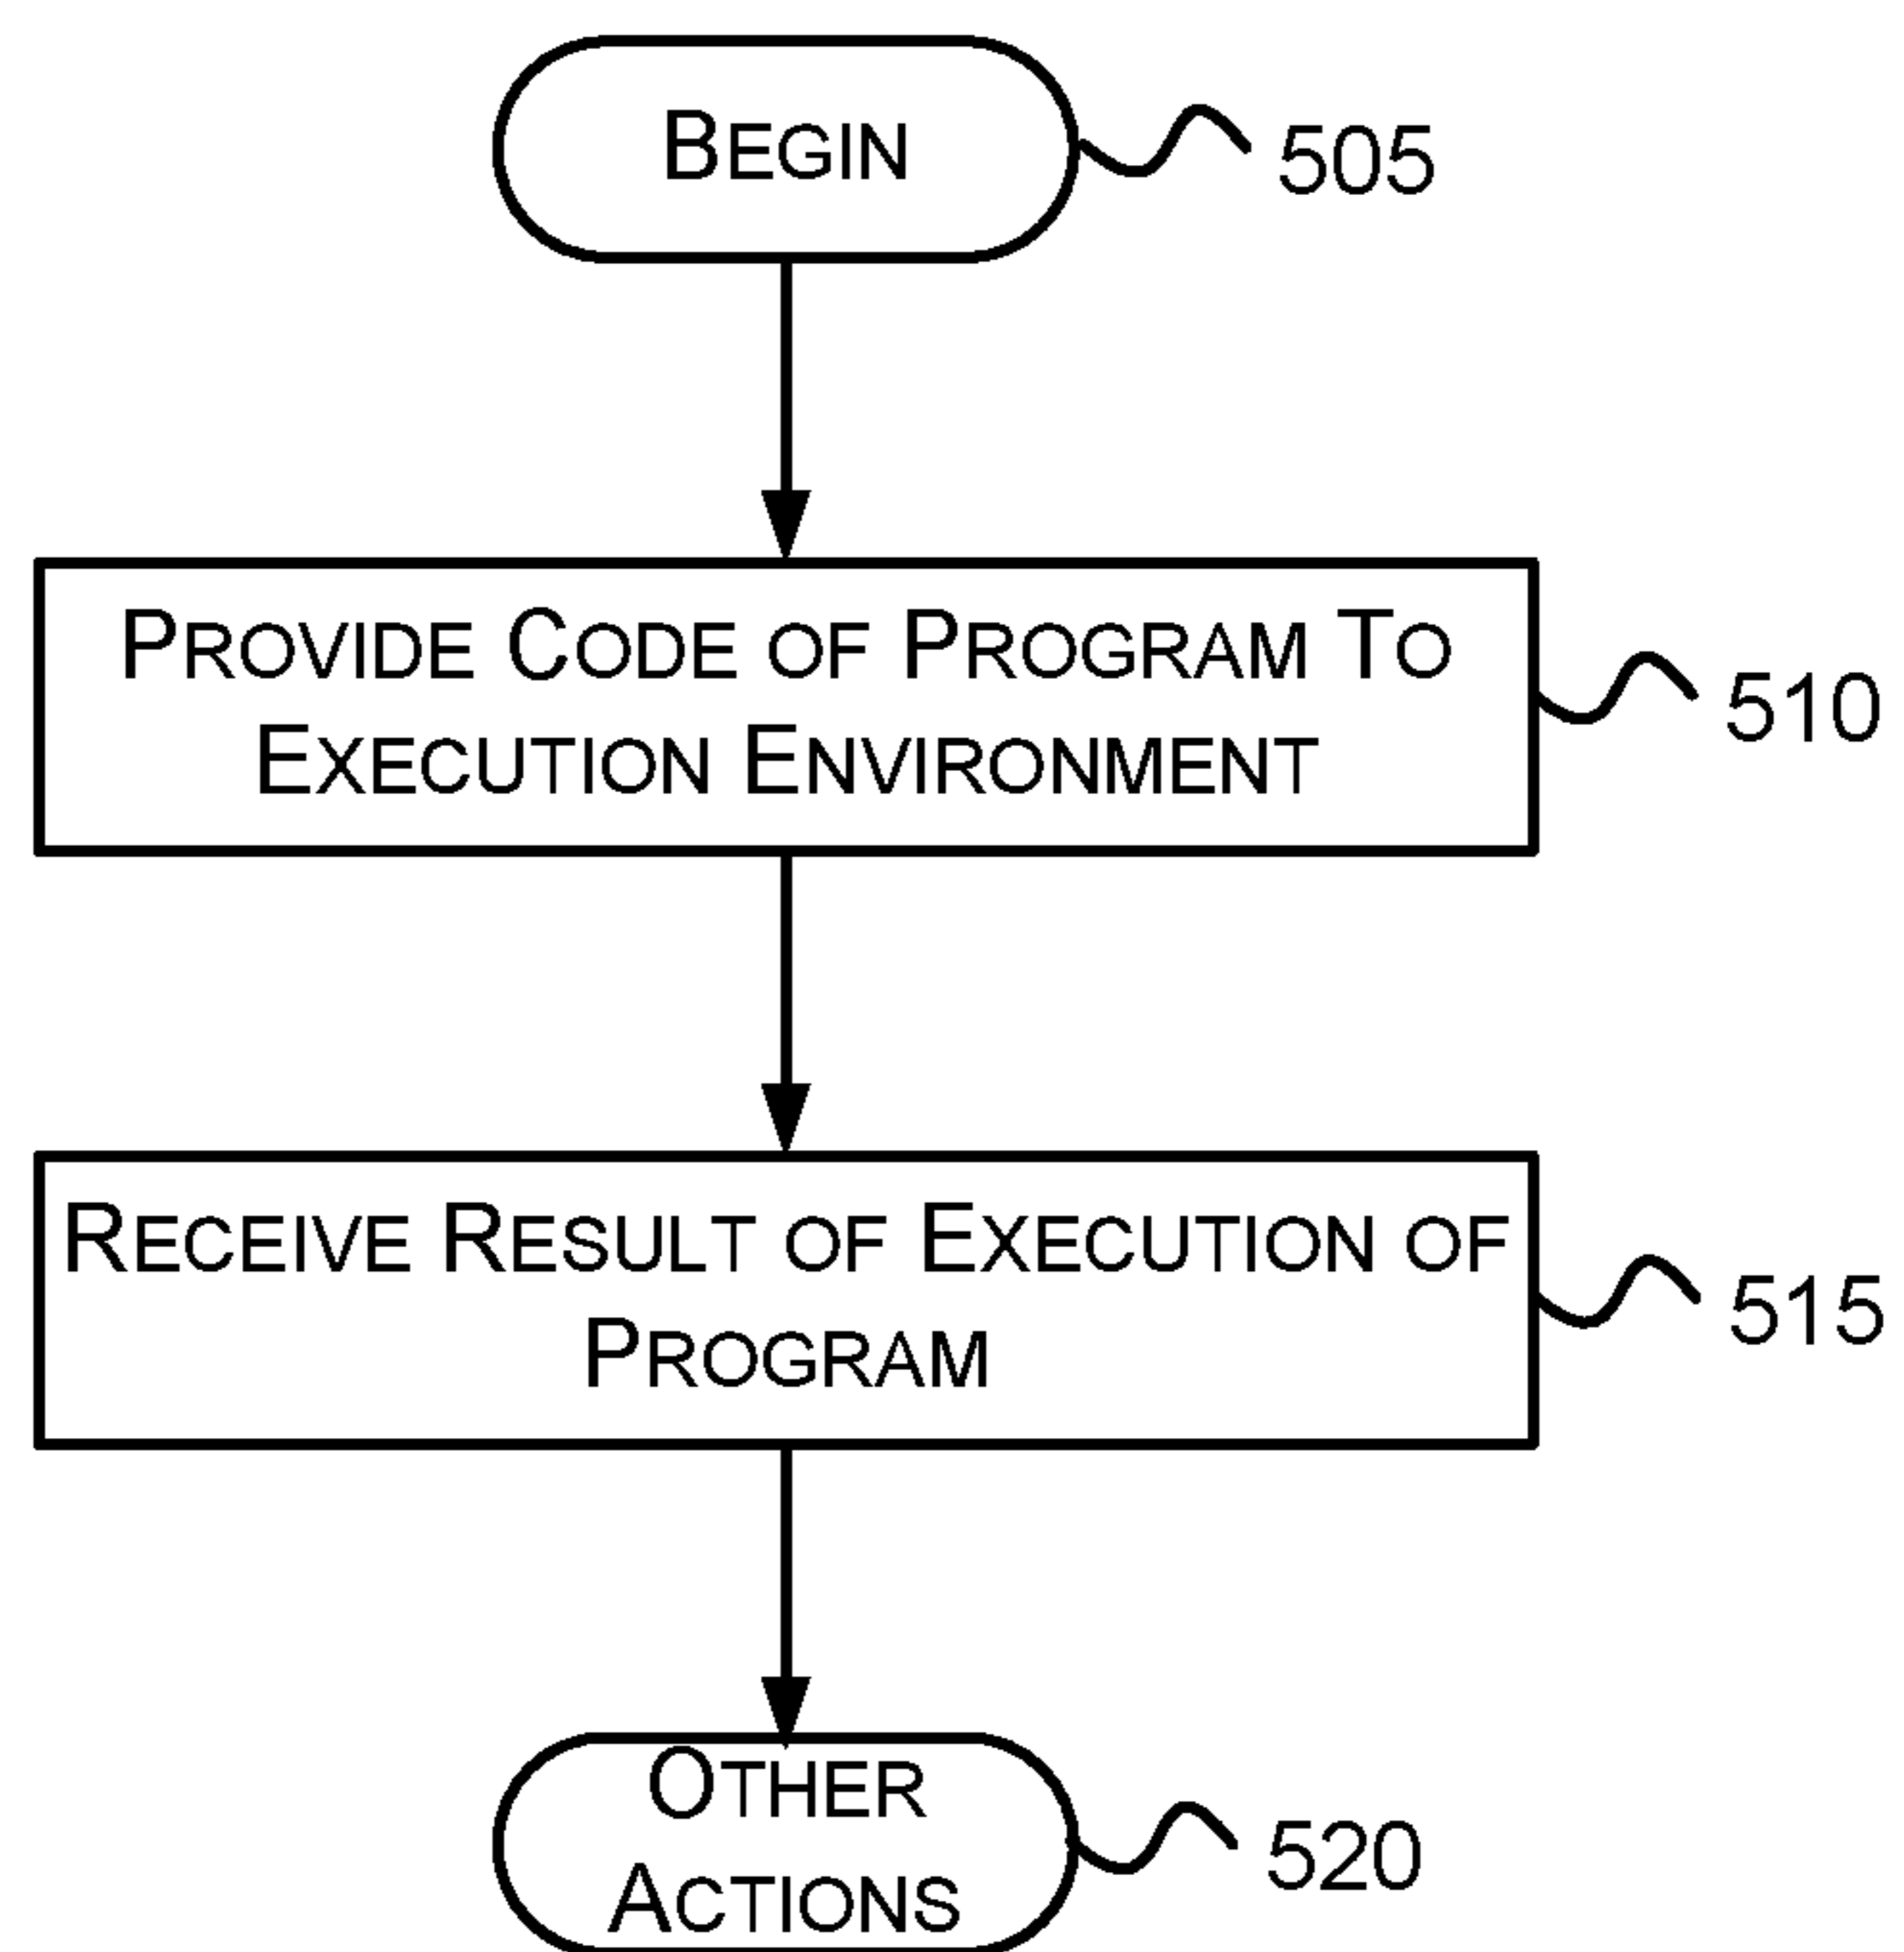 BEGIN
505
PROVIDE CODE OF PROGRAM TO
EXECUTION ENVIRONMENT
510
RECEIVE RESULT OF EXECUTION OF
PROGRAM
515
OTHER
ACTIONS
520